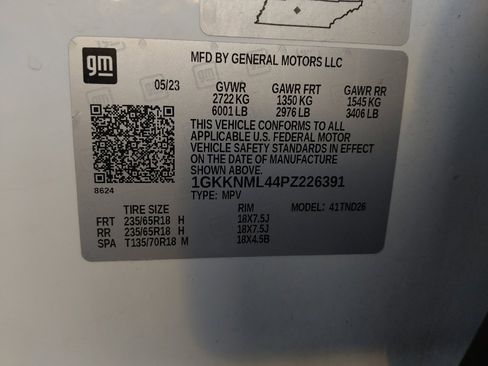 gm
MFD BY GENERAL MOTORS LLC
05/23 GVWR GAWR FRT GAWR RR
2722 KG 1350 KG 1545 KG
6001 LB 2976 LB 3406 LB
THIS VEHICLE CONFORMS TO ALL
APPLICABLE U.S. FEDERAL MOTOR
VEHICLE SAFETY STANDARDS IN EFFECT
ON THE DATE OF MANUFACTURE
SHOWN ABOVE.
1GKKNML44PZ226391
8624 TYPE: MPV
TIRE SIZE RIM MODEL: 41TND26
FRT 235/65R18 H 18X7.5J
RR 235/65R18 H 18X7.5J
SPA T135/70R18 M 18X4.5B